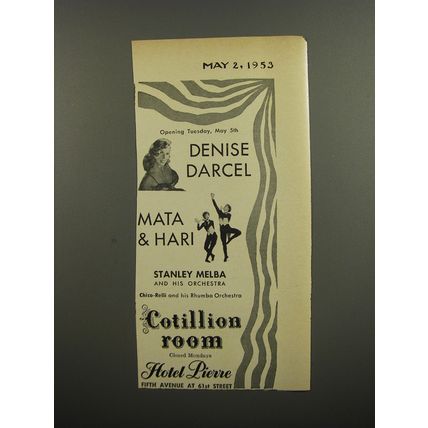 MAY 2, 1953
Opening Tuesday, May 5th
DENISE
DARCEL
MATA
& HARI
STANLEY MELBA
AND HIS ORCHESTRA
Chico-Relli and his Rhumba Orchestra
Cotillion
room
Closed Mondays
Hotel Pierre
FIFTH AVENUE AT 61ST STREET